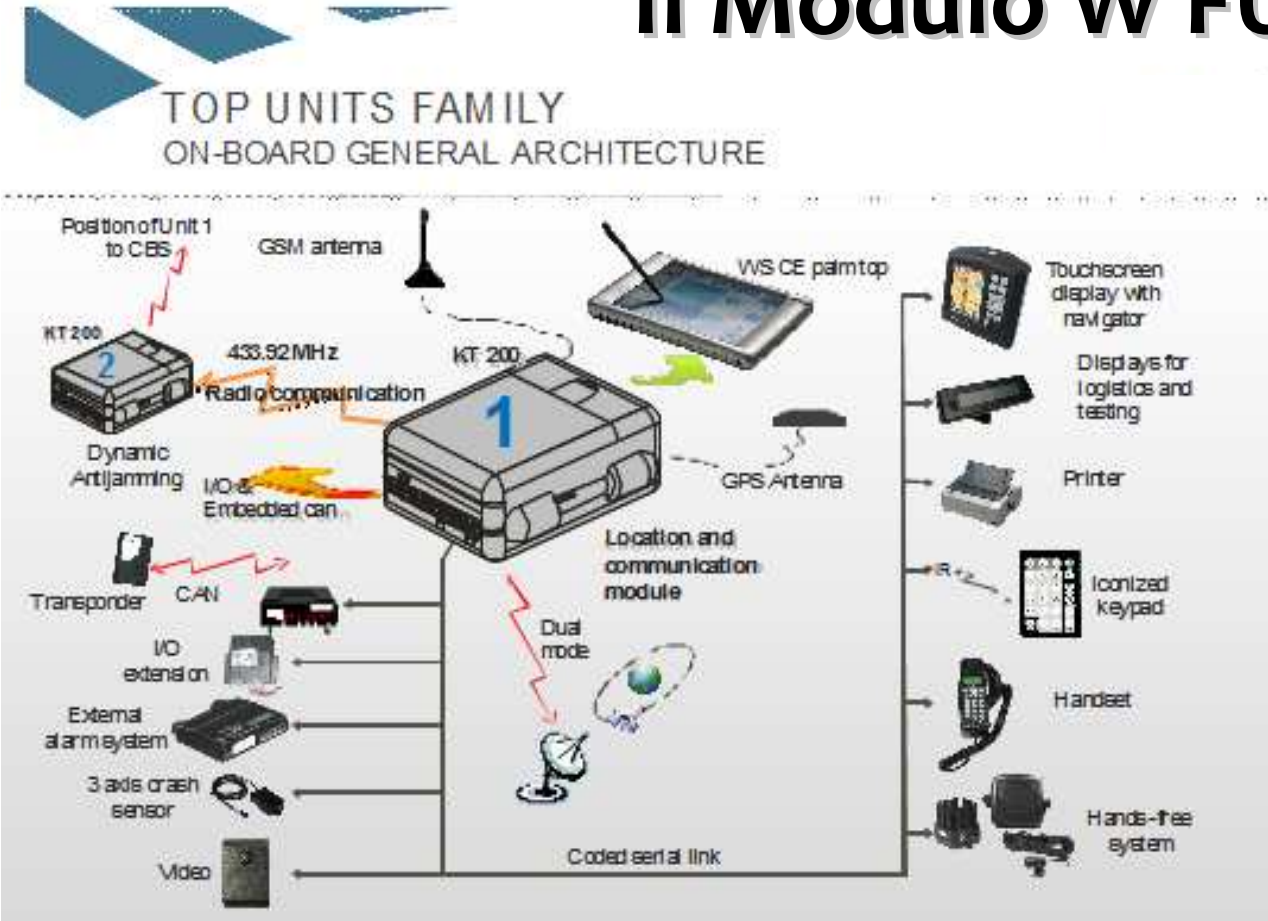 Il Modulo W FU
TOP UNITS FAMILY
ON-BOARD GENERAL ARCHITECTURE
Position of Unit 1
to CBS
GSM antenna
WS CE palm top
Touchscreen
display with
navigator
KT 200
2
433.92 MHz
Radio communication
KT 200
1
Displays for
logistics and
testing
Dynamic
Antijamming
I/O &
Embedded can
GPS Antenna
Printer
Location and
communication
module
Transponder
CAN
IR
Iconized
keypad
Dual
mode
I/O
extension
External
alarm system
Handset
3 axis crash
sensor
Hands-free
system
Video
Coded serial link